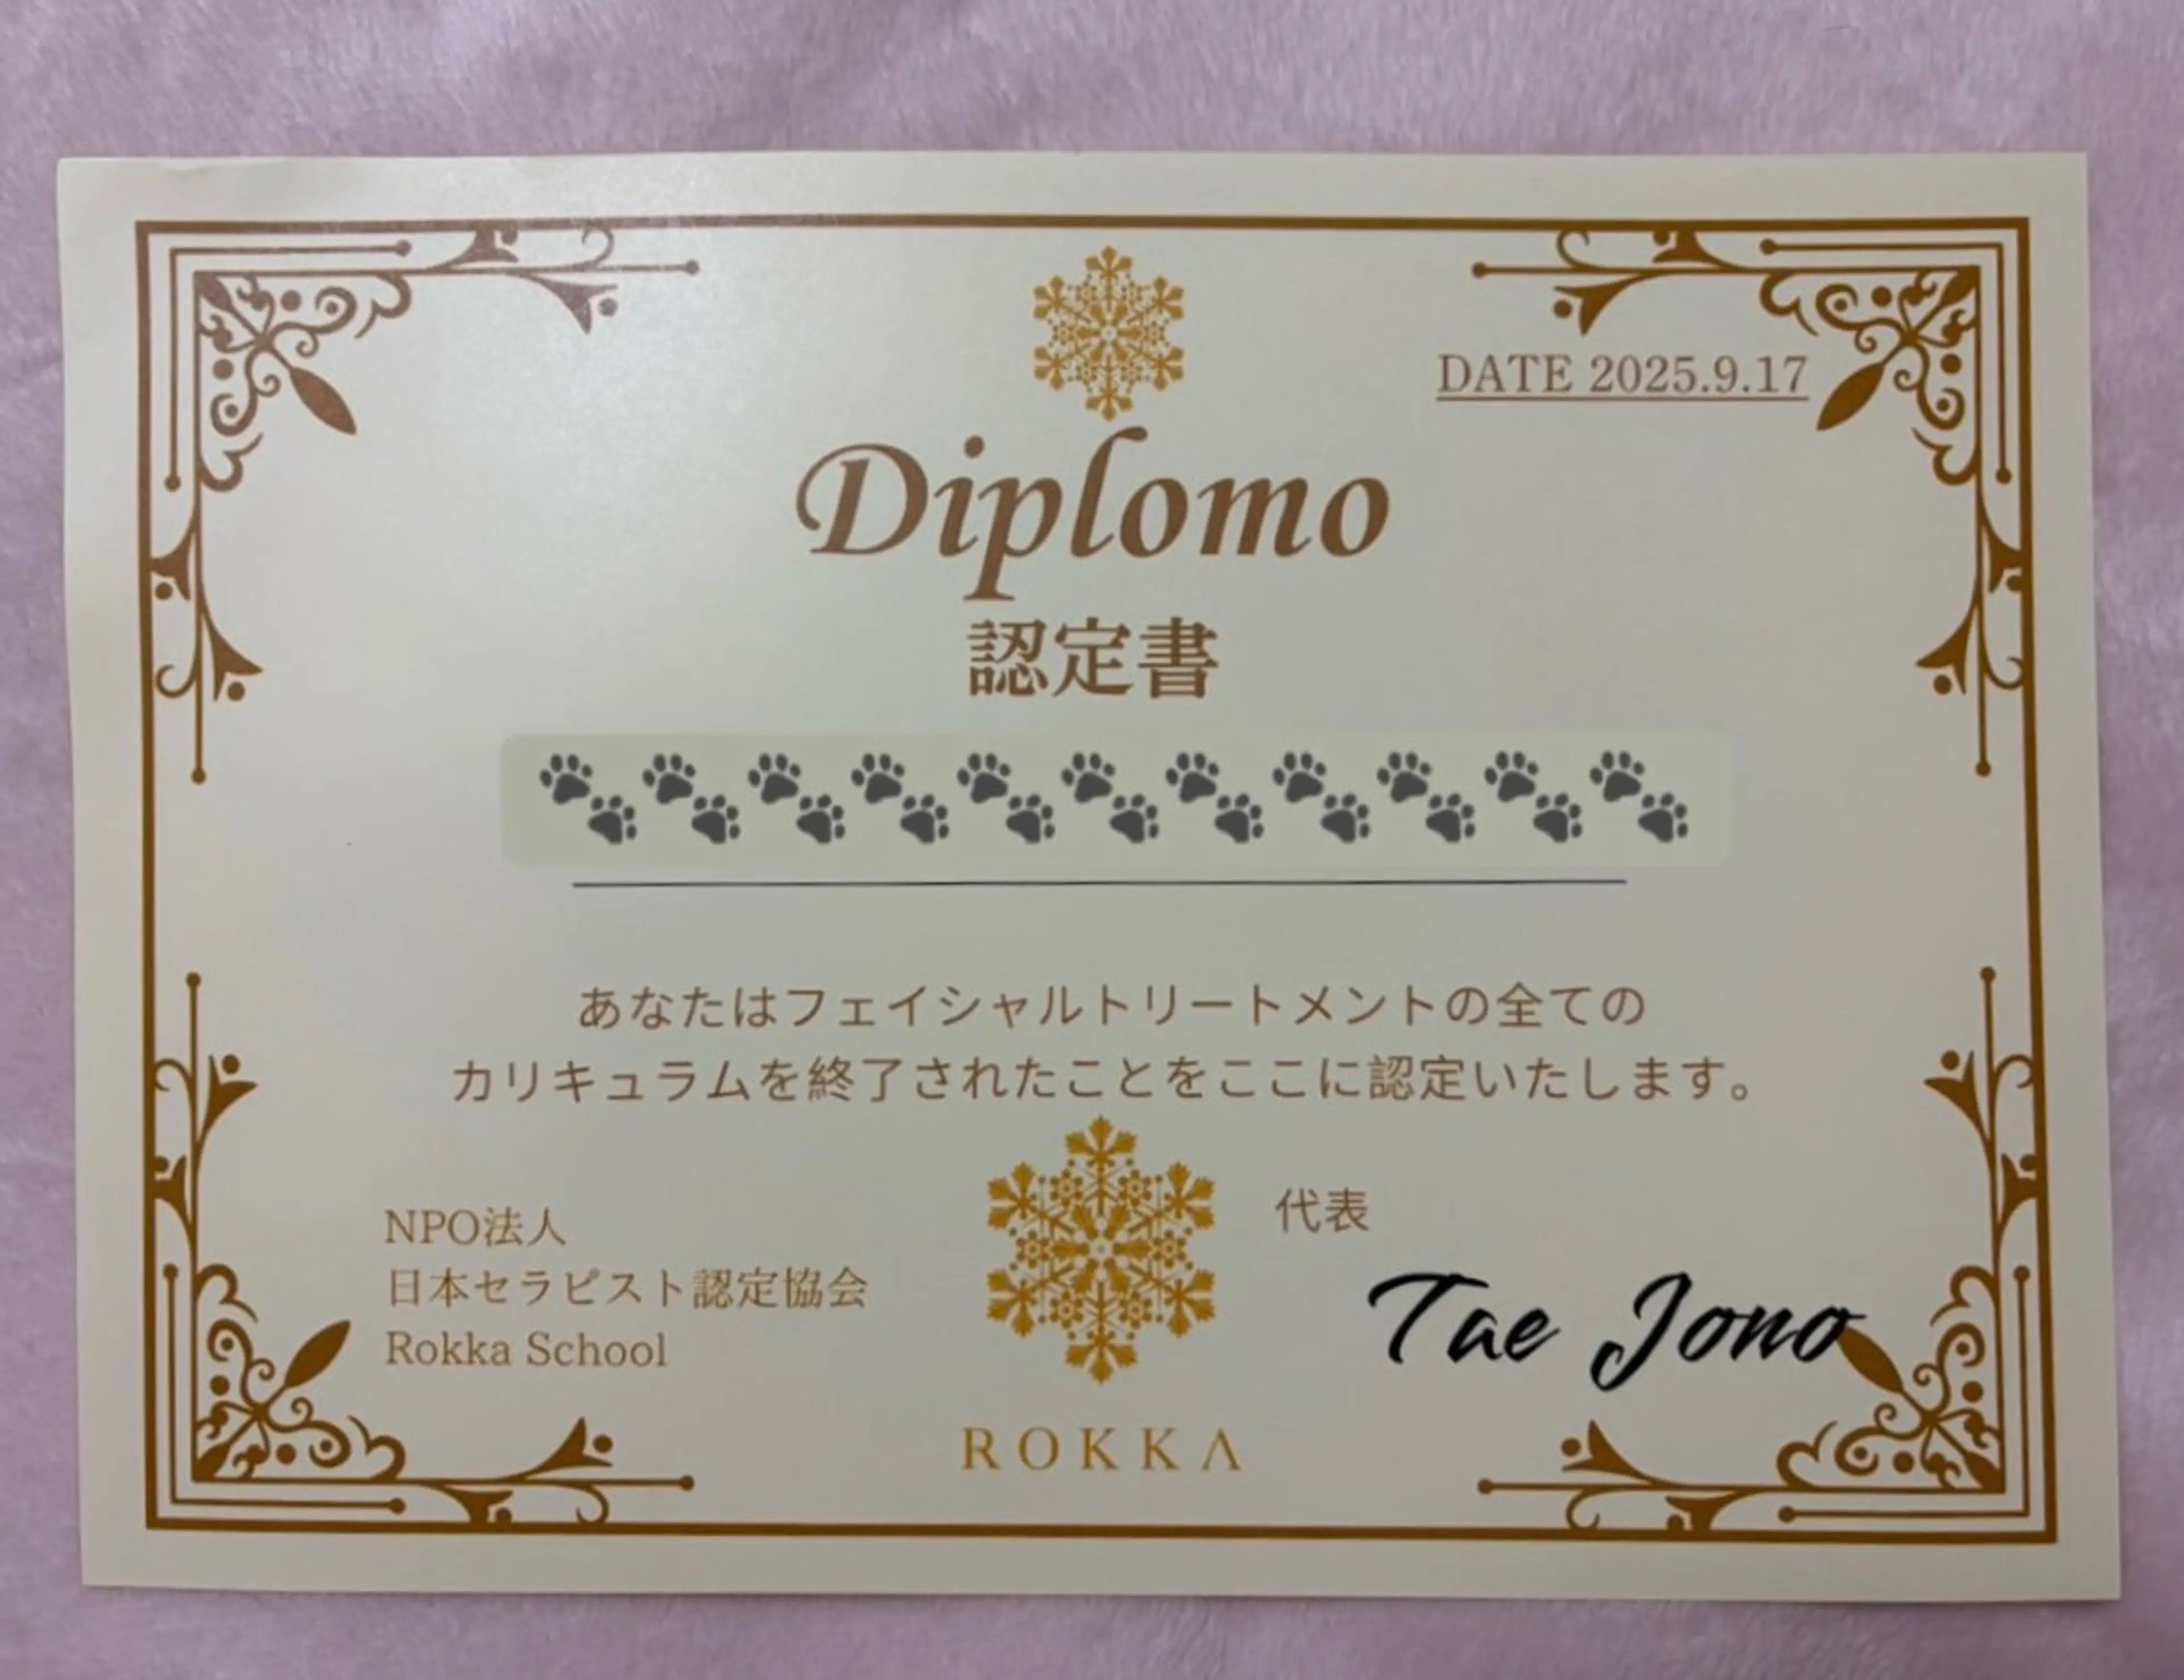 DATE 2025.9.17
Diplomo
認定書
あなたはフェイシャルトリートメントの全ての
カリキュラムを終了されたことをここに認定いたします。
NPO法人
日本セラピスト認定協会
Rokka School
代表
Tae Jono
ROKKA